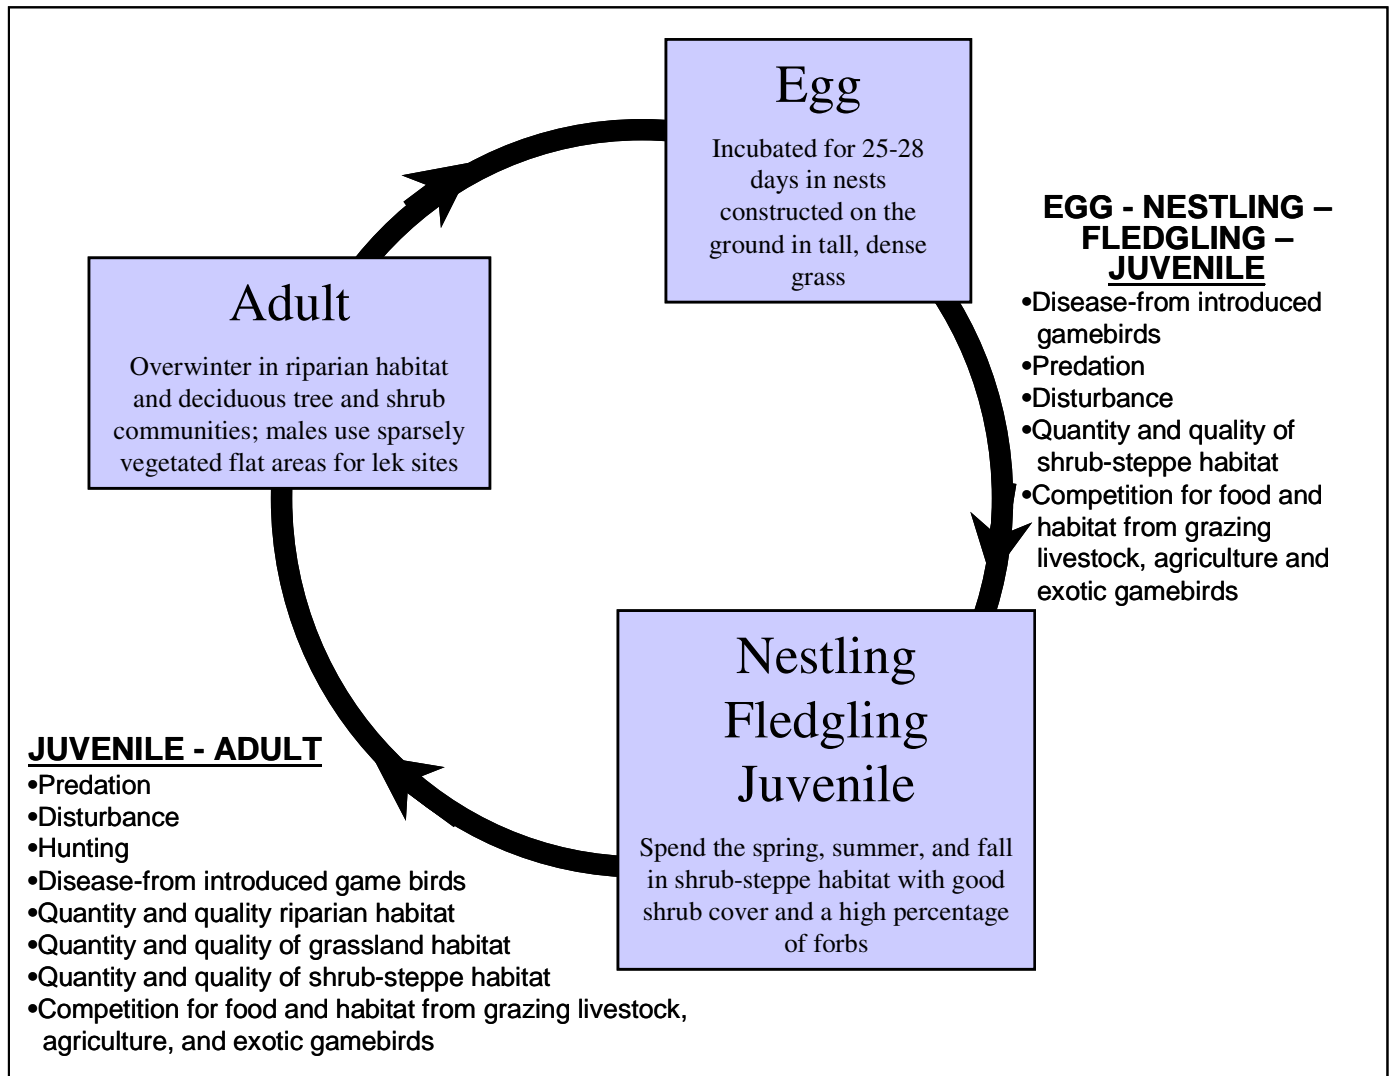 Egg
Incubated for 25-28
days in nests
constructed on the
ground in tall, dense
grass
EGG - NESTLING –
FLEDGLING –
JUVENILE
•Disease-from introduced
gamebirds
•Predation
•Disturbance
•Quantity and quality of
shrub-steppe habitat
•Competition for food and
habitat from grazing
livestock, agriculture and
exotic gamebirds
Adult
Overwinter in riparian habitat
and deciduous tree and shrub
communities; males use sparsely
vegetated flat areas for lek sites
Nestling
Fledgling
Juvenile
Spend the spring, summer, and fall
in shrub-steppe habitat with good
shrub cover and a high percentage
of forbs
JUVENILE - ADULT
•Predation
•Disturbance
•Hunting
•Disease-from introduced game birds
•Quantity and quality riparian habitat
•Quantity and quality of grassland habitat
•Quantity and quality of shrub-steppe habitat
•Competition for food and habitat from grazing livestock,
agriculture, and exotic gamebirds